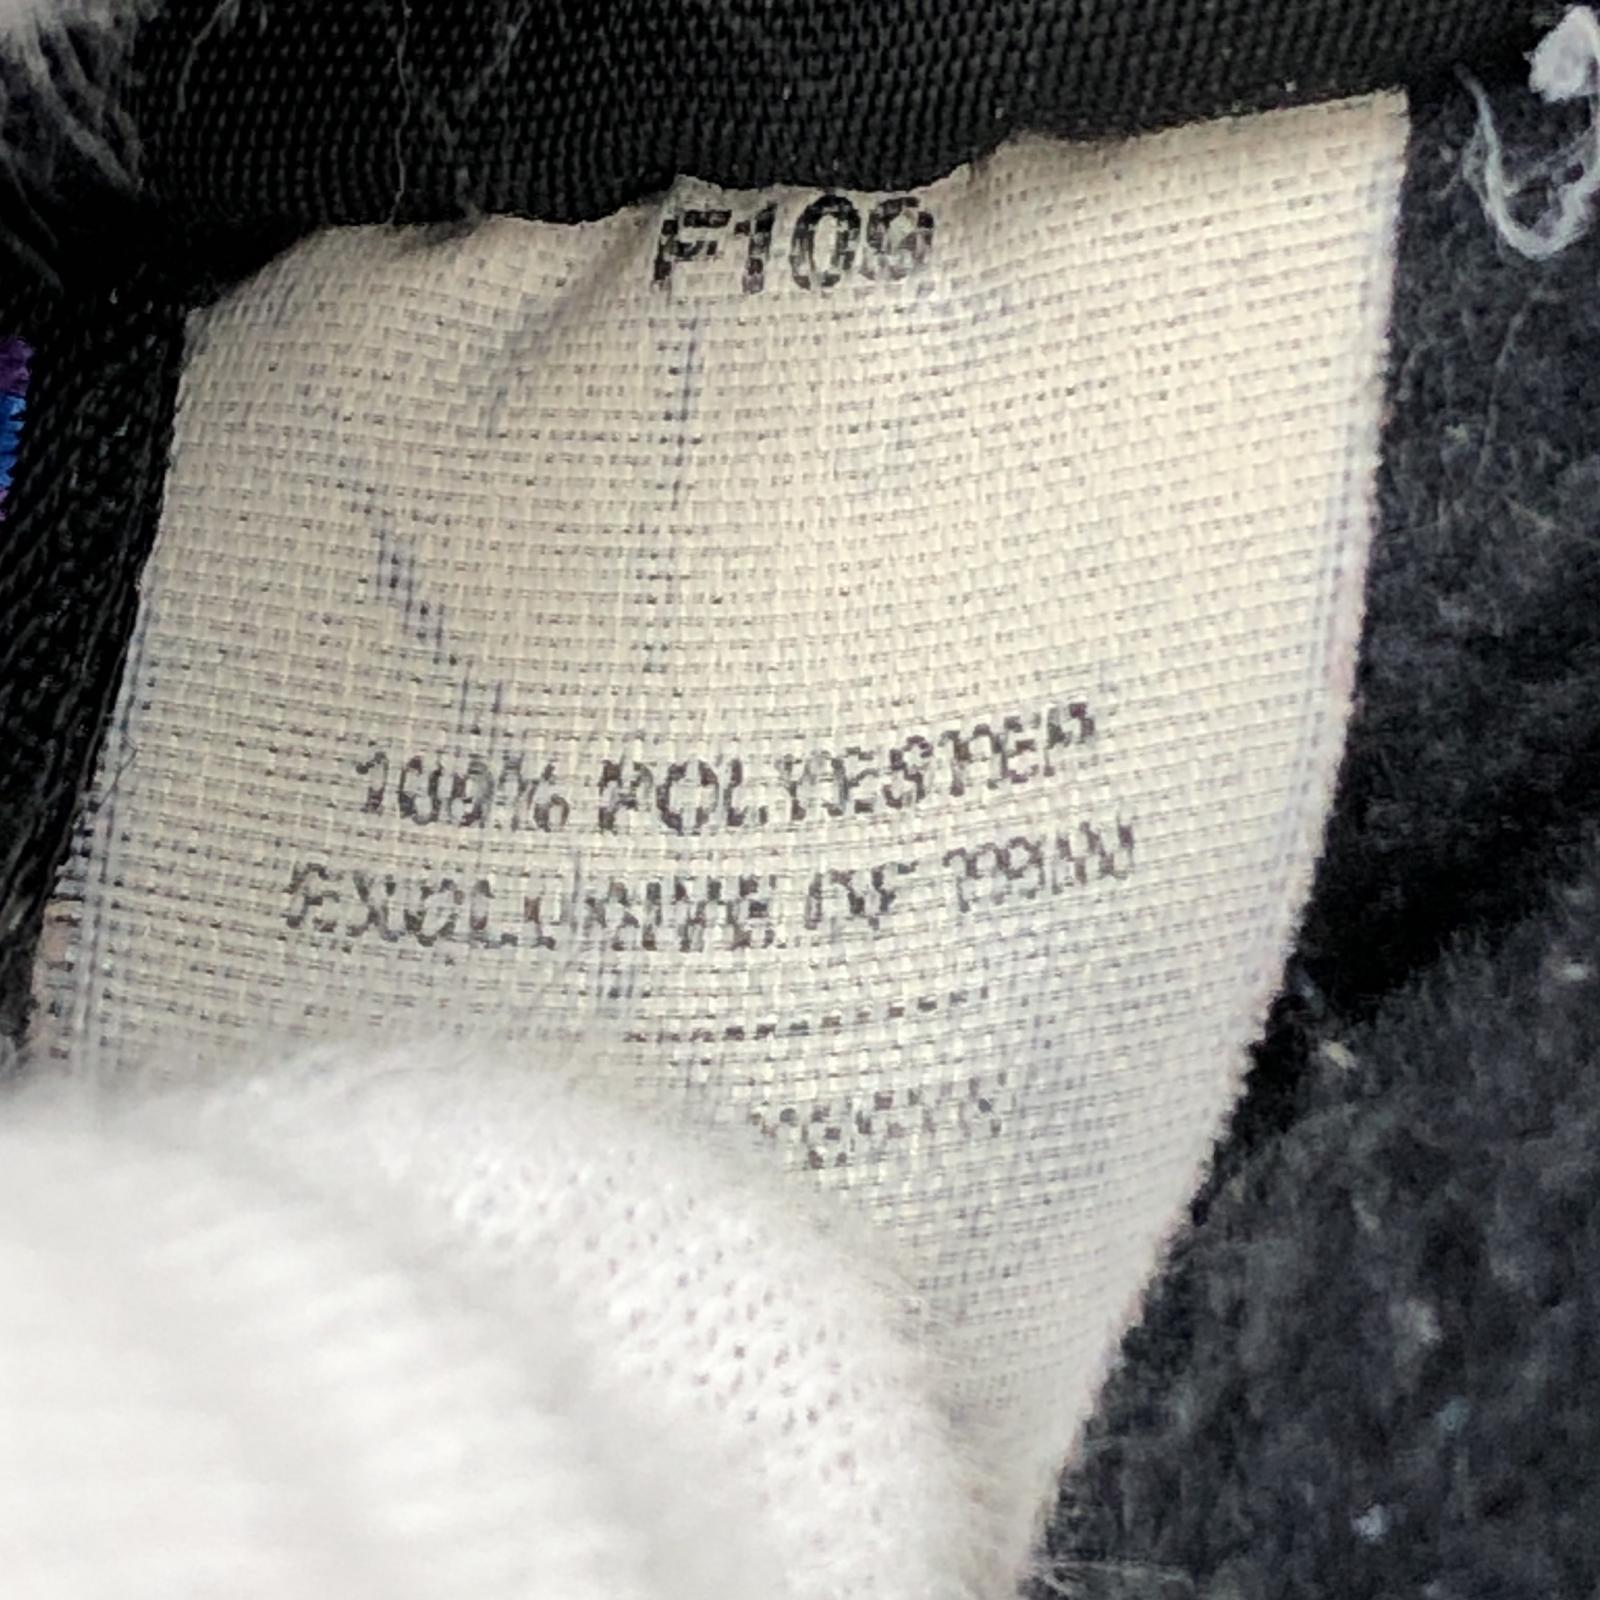 F109
100% POLYESTER
EXCLUSIVE OF TRIM